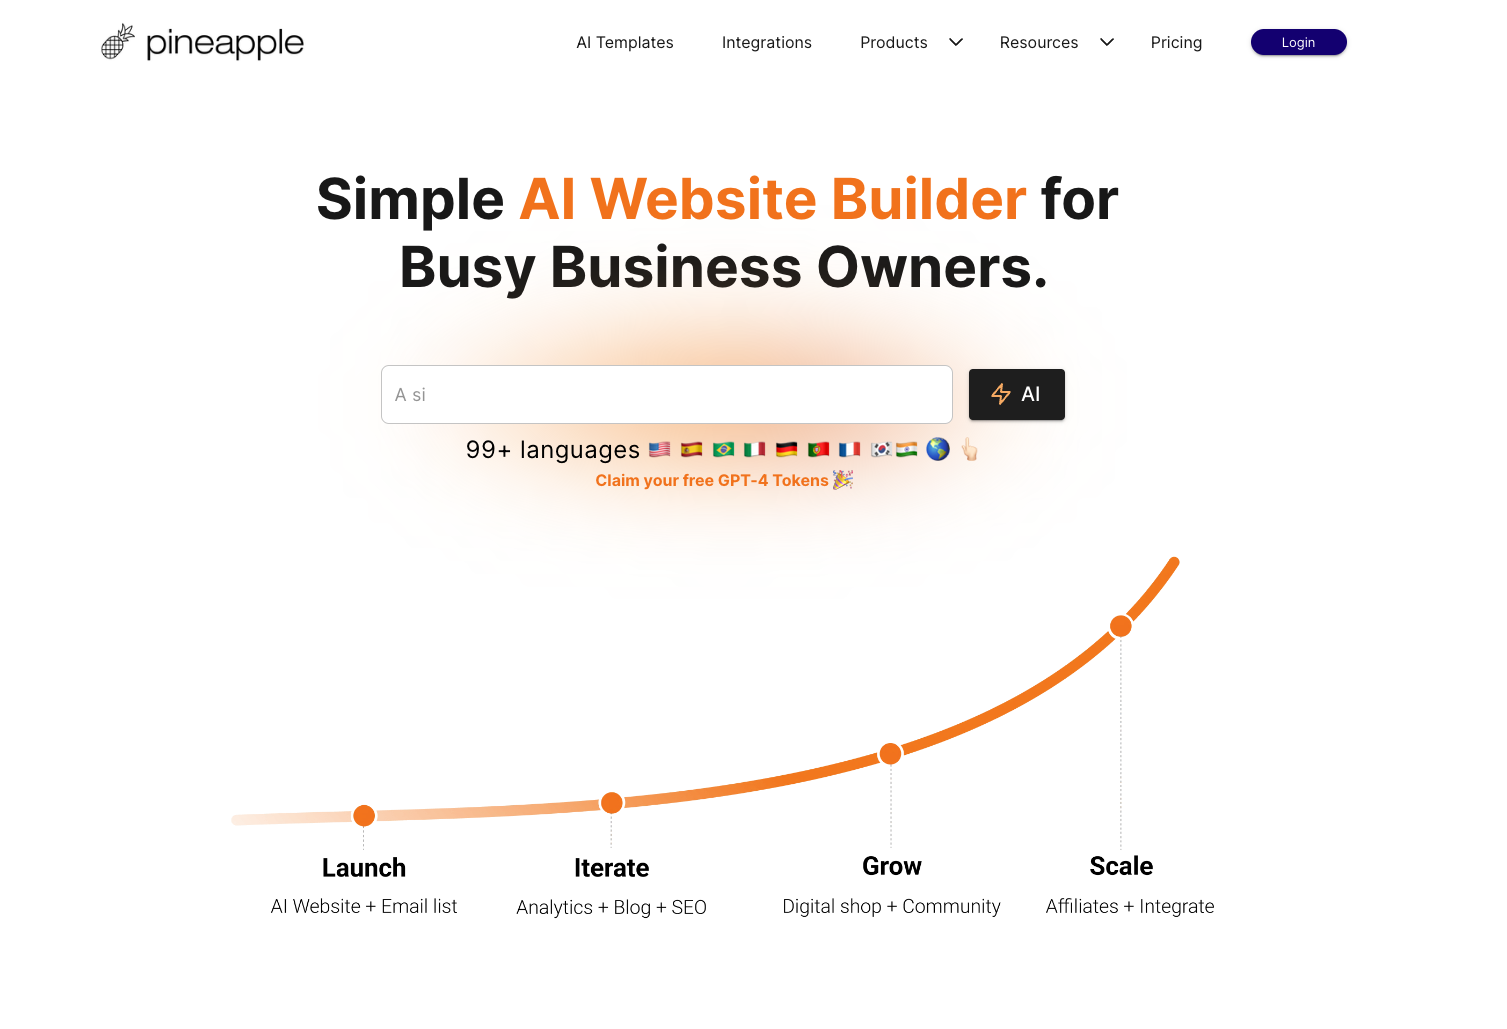 pineapple
AI Templates
Integrations
Products
Resources
Pricing
Login
Simple AI Website Builder for
Busy Business Owners.
A si
AI
99+ languages
Claim your free GPT-4 Tokens
Launch
AI Website + Email list
Iterate
Analytics + Blog + SEO
Grow
Digital shop + Community
Scale
Affiliates + Integrate